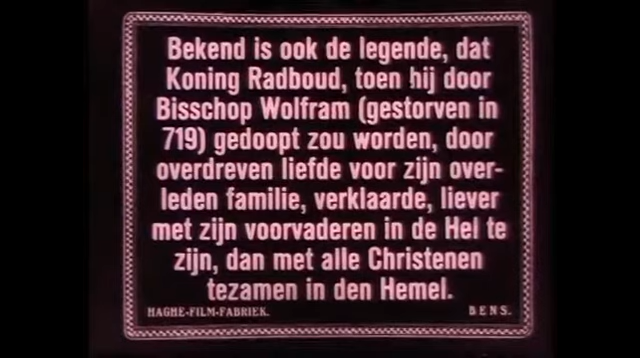 Bekend is ook de legende, dat
Koning Radboud, toen hij door
Bisschop Wolfram (gestorven in
719) gedoopt zou worden, door
overdreven liefde voor zijn over-
leden familie, verklaarde, liever
met zijn voorvaderen in de Hel te
zijn, dan met alle Christenen
tezamen in den Hemel.
HAGHE-FILM-FABRIEK. BENS.